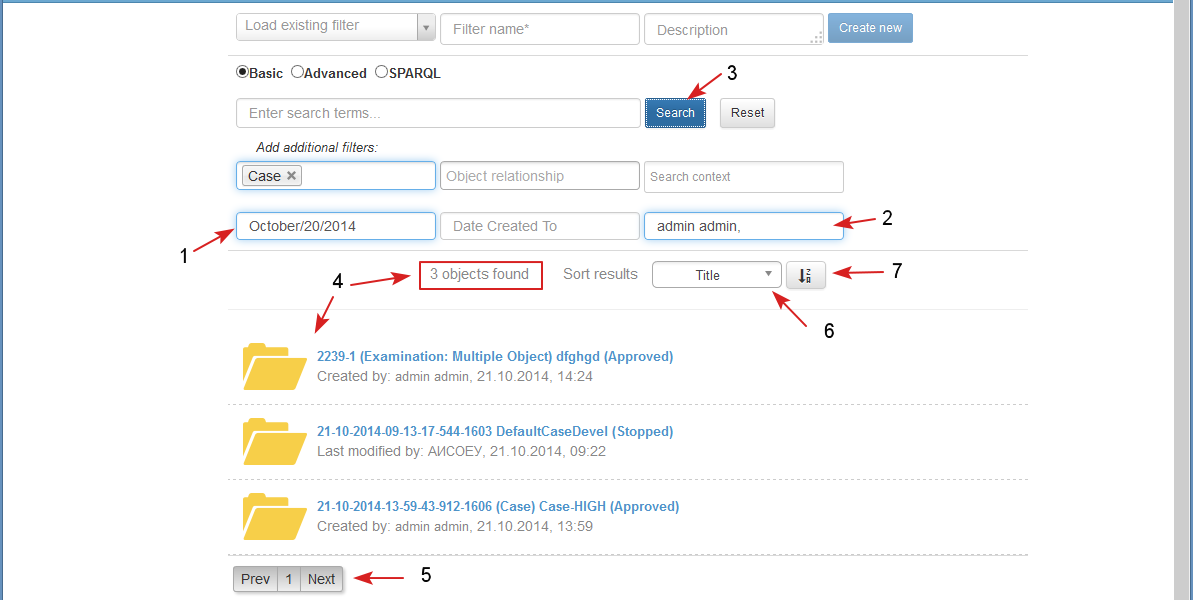 Load existing filter Filter name* Description Create new
Basic Advanced SPARQL
3
Enter search terms... Search Reset
Add additional filters:
Case × Object relationship Search context
October/20/2014 Date Created To admin admin,
1
2
4
3 objects found Sort results Title Z A
7
6
2239-1 (Examination: Multiple Object) dfghgd (Approved)
Created by: admin admin, 21.10.2014, 14:24
21-10-2014-09-13-17-544-1603 DefaultCaseDevel (Stopped)
Last modified by: АИСОЕУ, 21.10.2014, 09:22
21-10-2014-13-59-43-912-1606 (Case) Case-HIGH (Approved)
Created by: admin admin, 21.10.2014, 13:59
Prev 1 Next
5